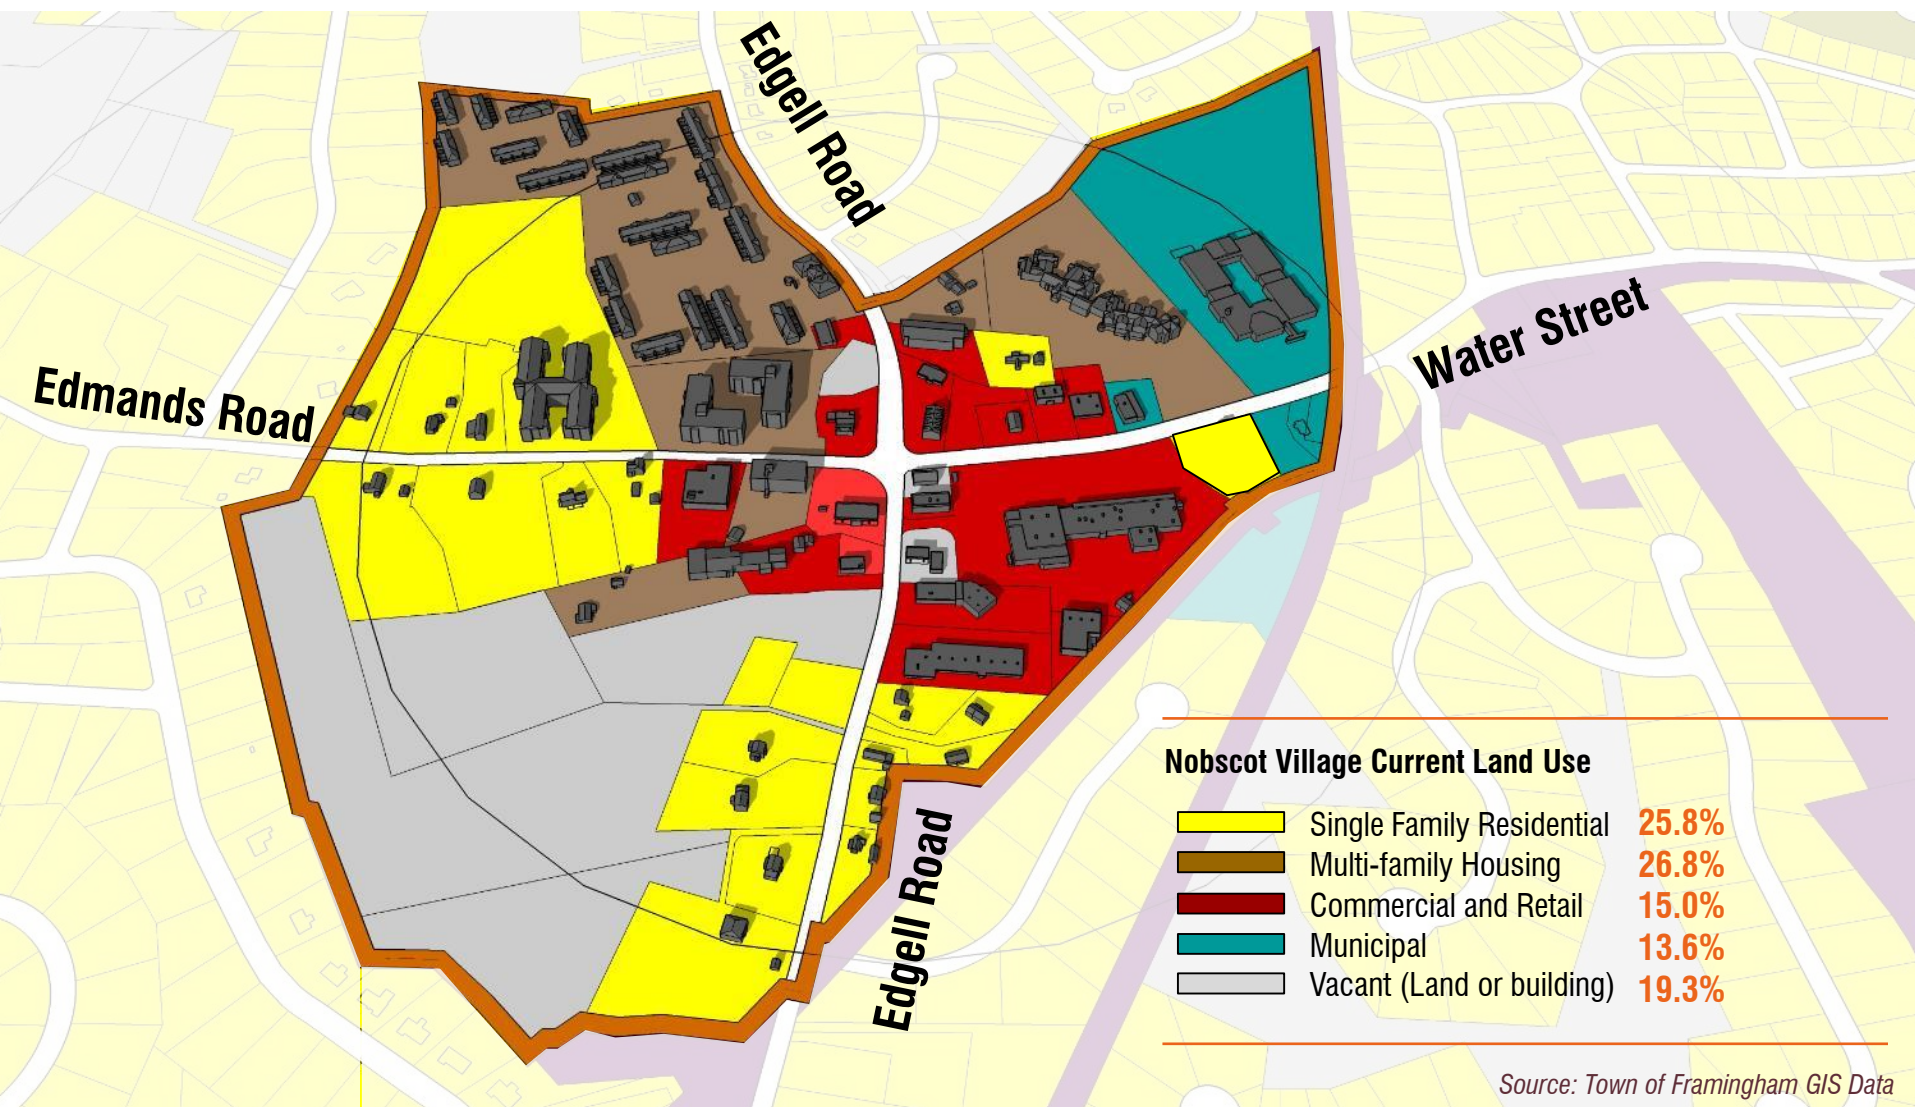 Edgell Road
Edmands Road
Water Street
Edgell Road
Nobscot Village Current Land Use
Single Family Residential 25.8%
Multi-family Housing 26.8%
Commercial and Retail 15.0%
Municipal 13.6%
Vacant (Land or building) 19.3%
Source: Town of Framingham GIS Data